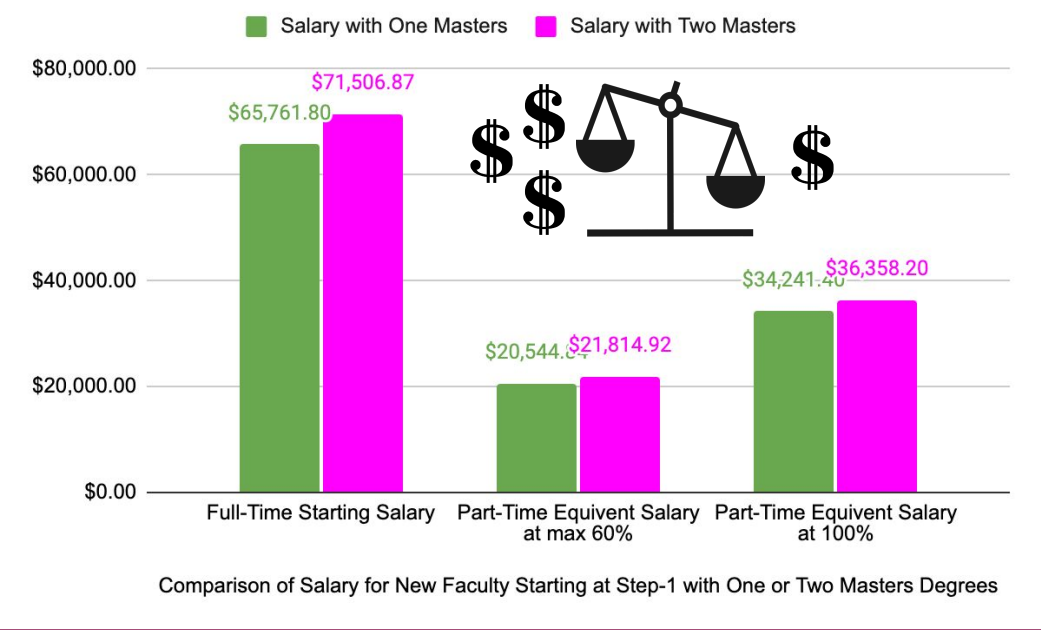 Salary with One Masters
Salary with Two Masters
$80,000.00
$60,000.00
$40,000.00
$20,000.00
$0.00
$65,761.80
$71,506.87
$ $ $
$
$21,814.92
$34,241.40
$36,358.20
Full-Time Starting Salary
Part-Time Equivent Salary
at max 60%
Part-Time Equivent Salary
at 100%
Comparison of Salary for New Faculty Starting at Step-1 with One or Two Masters Degrees